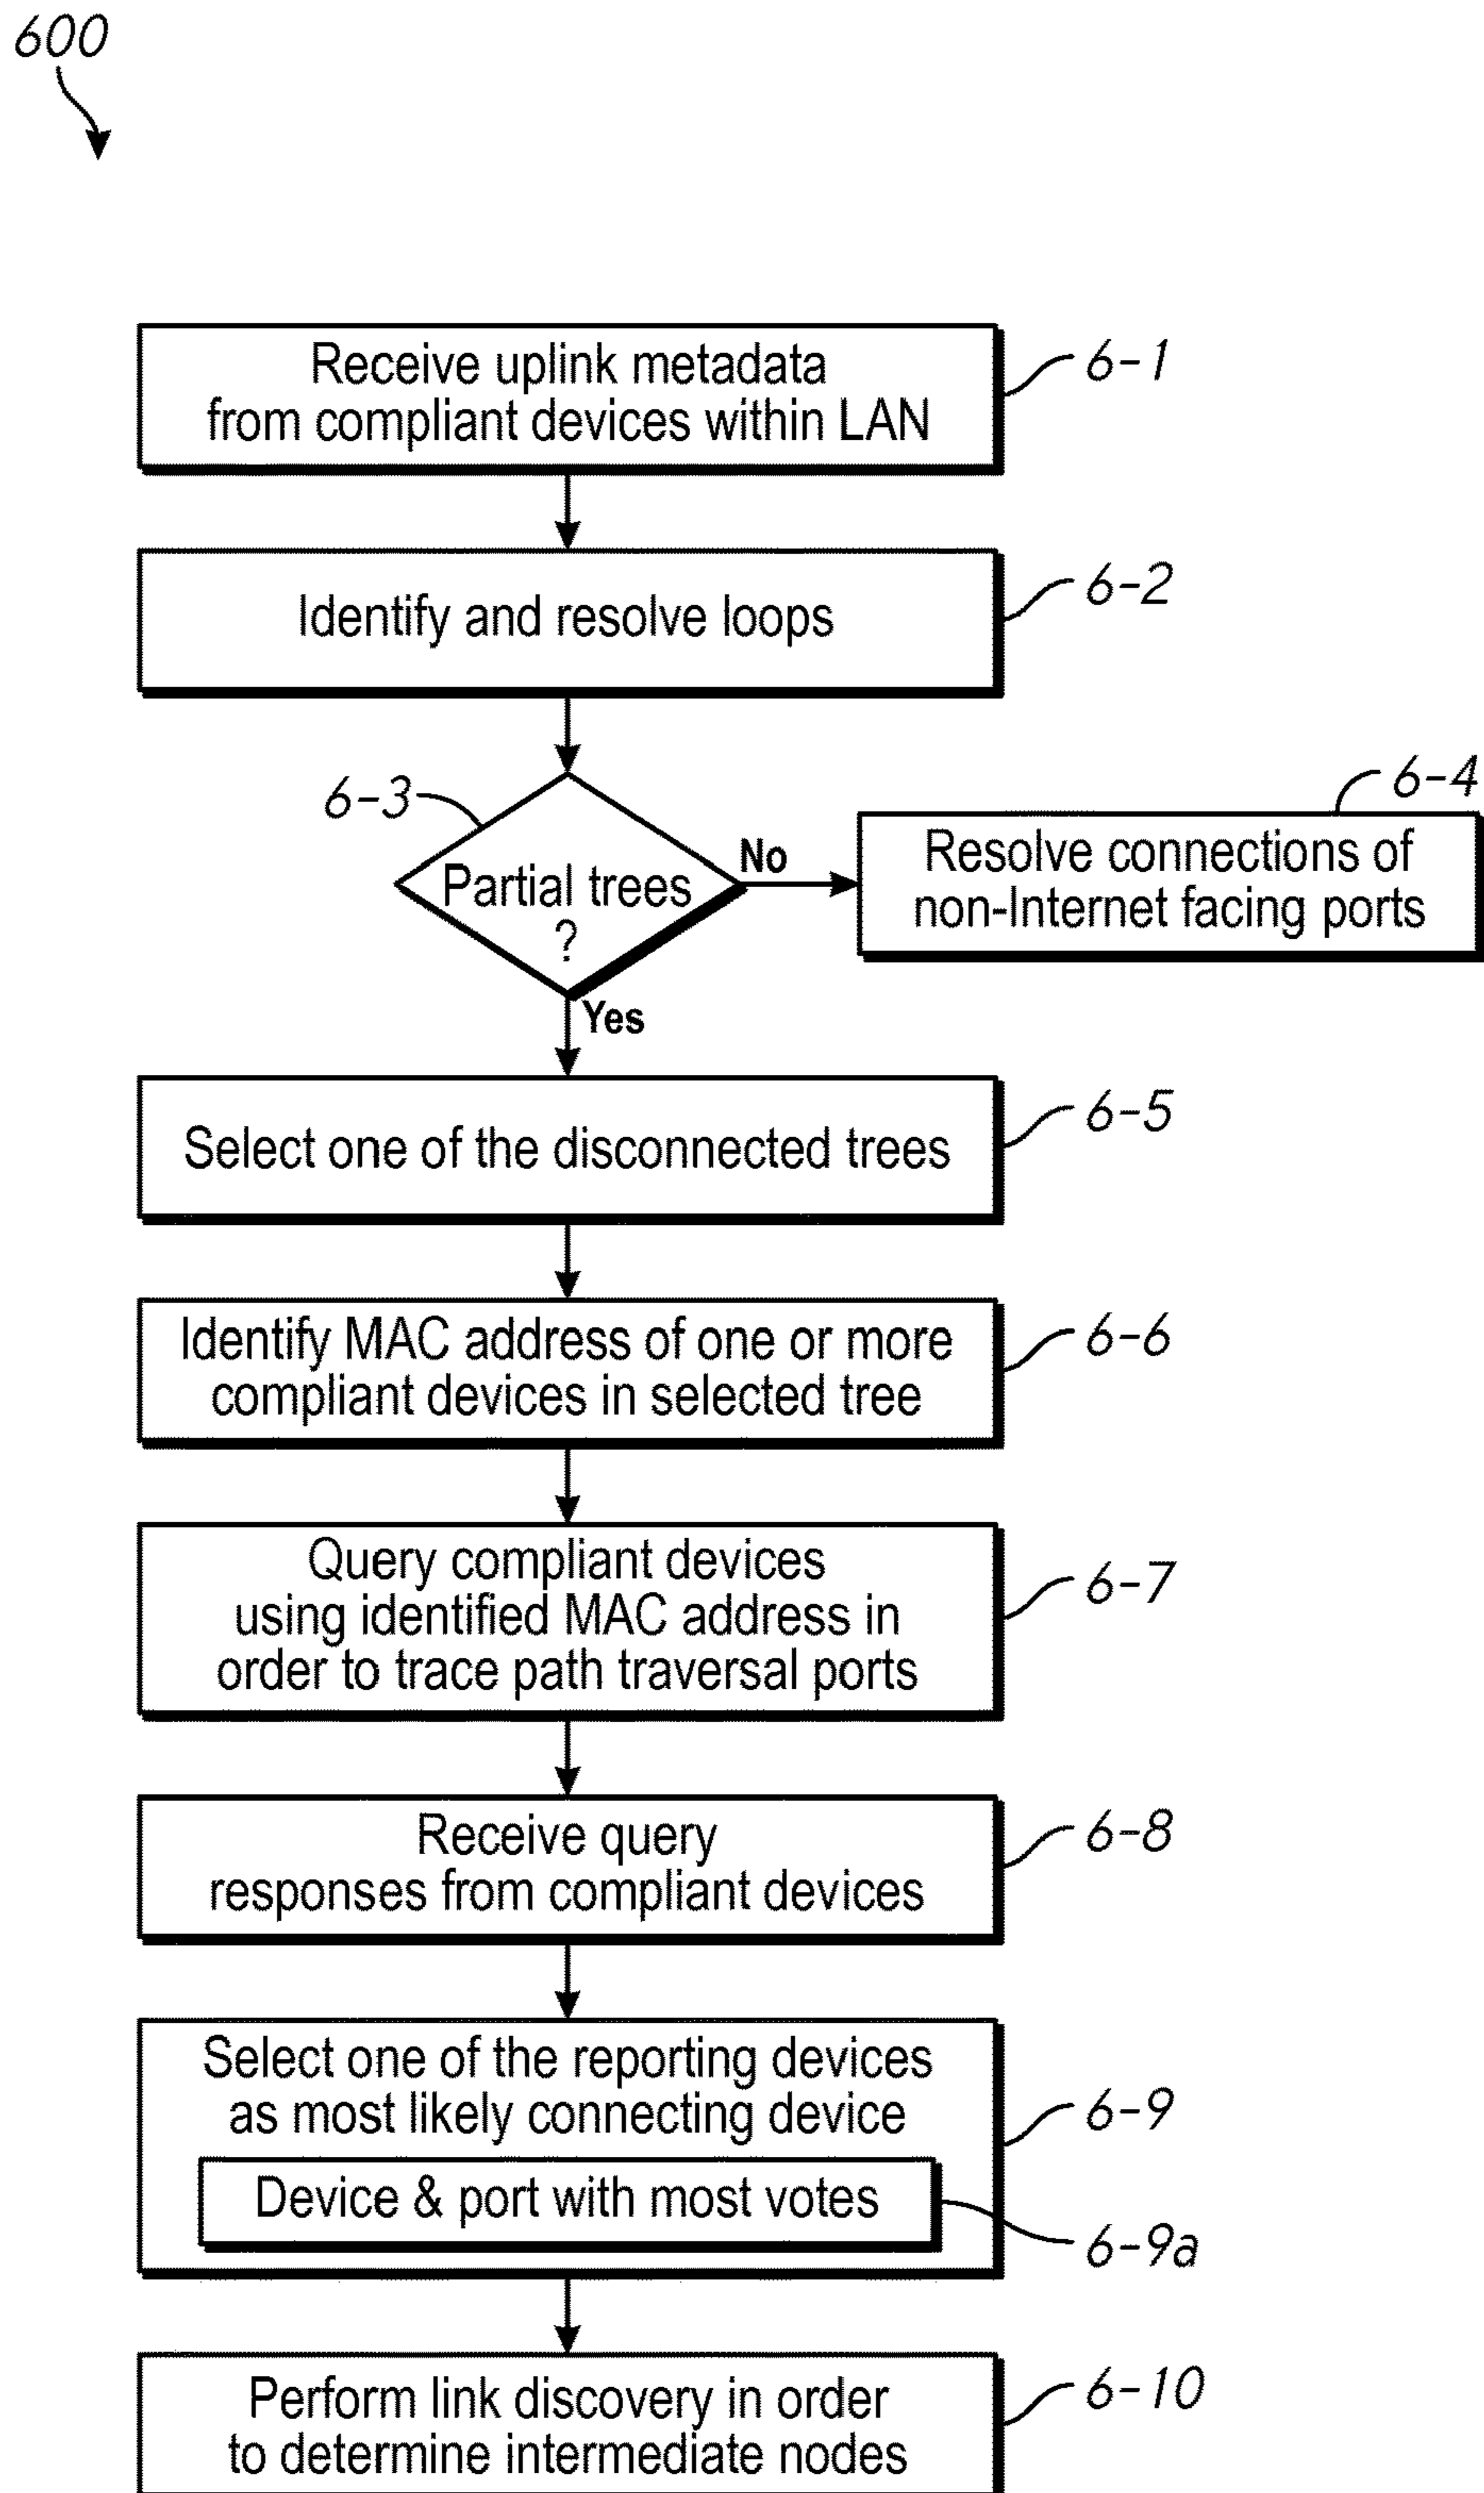 600
Receive uplink metadata
from compliant devices within LAN
6-1
Identify and resolve loops
6-2
6-3
Partial trees
?
No
Yes
6-4
Resolve connections of
non-Internet facing ports
Select one of the disconnected trees
6-5
Identify MAC address of one or more
compliant devices in selected tree
6-6
Query compliant devices
using identified MAC address in
order to trace path traversal ports
6-7
Receive query
responses from compliant devices
6-8
Select one of the reporting devices
as most likely connecting device
6-9
Device & port with most votes
6-9a
Perform link discovery in order
to determine intermediate nodes
6-10